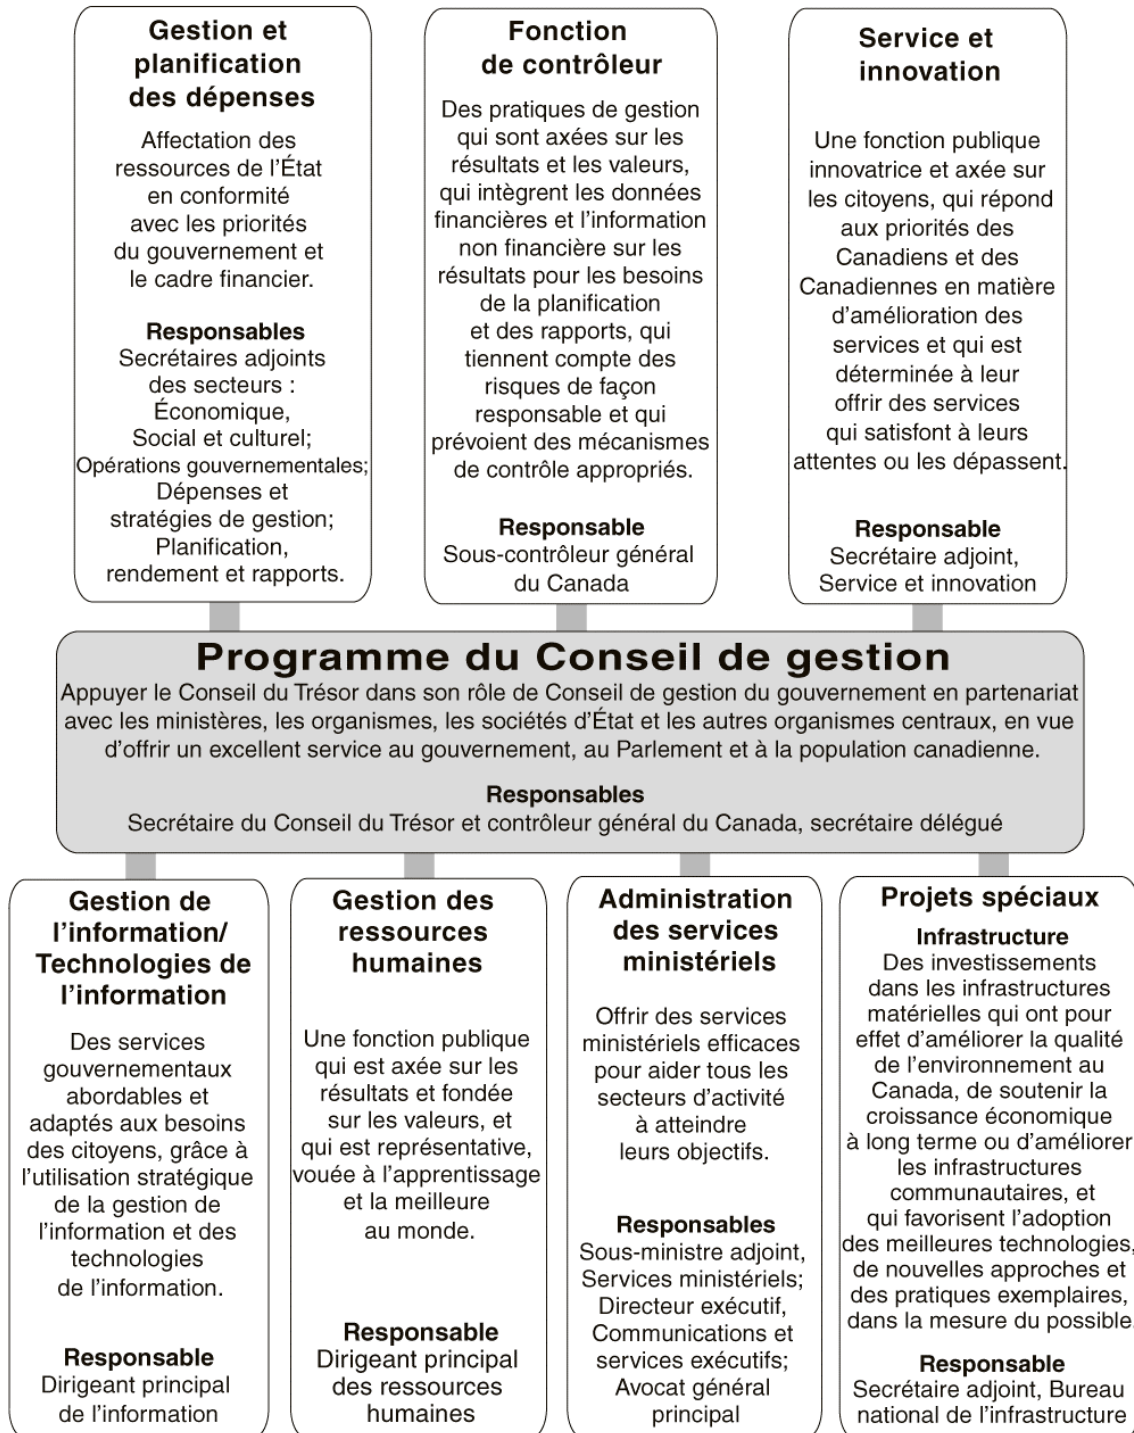 Gestion et
planification
des dépenses
Affectation des
ressources de l'État
en conformité
avec les priorités
du gouvernement et
le cadre financier.
Responsables
Secrétaires adjoints
des secteurs :
Économique,
Social et culturel;
Opérations gouvernementales;
Dépenses et
stratégies de gestion;
Planification,
rendement et rapports.
Fonction
de contrôleur
Des pratiques de gestion
qui sont axées sur les
résultats et les valeurs,
qui intègrent les données
financières et l'information
non financière sur les
résultats pour les besoins
de la planification
et des rapports, qui
tiennent compte des
risques de façon
responsable et qui
prévoient des mécanismes
de contrôle appropriés.
Responsable
Sous-contrôleur général
du Canada
Service et
innovation
Une fonction publique
innovatrice et axée sur
les citoyens, qui répond
aux priorités des
Canadiens et des
Canadiennes en matière
d'amélioration des
services et qui est
déterminée à leur
offrir des services
qui satisfont à leurs
attentes ou les dépassent.
Responsable
Secrétaire adjoint,
Service et innovation
Programme du Conseil de gestion
Appuyer le Conseil du Trésor dans son rôle de Conseil de gestion du gouvernement en partenariat
avec les ministères, les organismes, les sociétés d'État et les autres organismes centraux, en vue
d'offrir un excellent service au gouvernement, au Parlement et à la population canadienne.
Responsables
Secrétaire du Conseil du Trésor et contrôleur général du Canada, secrétaire délégué
Gestion de
l'information/
Technologies de
l'information
Des services
gouvernementaux
abordables et
adaptés aux besoins
des citoyens, grâce à
l'utilisation stratégique
de la gestion de
l'information et des
technologies
de l'information.
Responsable
Dirigeant principal
de l'information
Gestion des
ressources
humaines
Une fonction publique
qui est axée sur les
résultats et fondée
sur les valeurs, et
qui est représentative,
vouée à l'apprentissage
et la meilleure
au monde.
Responsable
Dirigeant principal
des ressources
humaines
Administration
des services
ministériels
Offrir des services
ministériels efficaces
pour aider tous les
secteurs d'activité
à atteindre
leurs objectifs.
Responsables
Sous-ministre adjoint,
Services ministériels;
Directeur exécutif,
Communications et
services exécutifs;
Avocat général
principal
Projets spéciaux
Infrastructure
Des investissements
dans les infrastructures
matérielles qui ont pour
effet d'améliorer la qualité
de l'environnement au
Canada, de soutenir la
croissance économique
à long terme ou d'améliorer
les infrastructures
communautaires, et
qui favorisent l'adoption
des meilleures technologies,
de nouvelles approches et
des pratiques exemplaires,
dans la mesure du possible.
Responsable
Secrétaire adjoint, Bureau
national de l'infrastructure